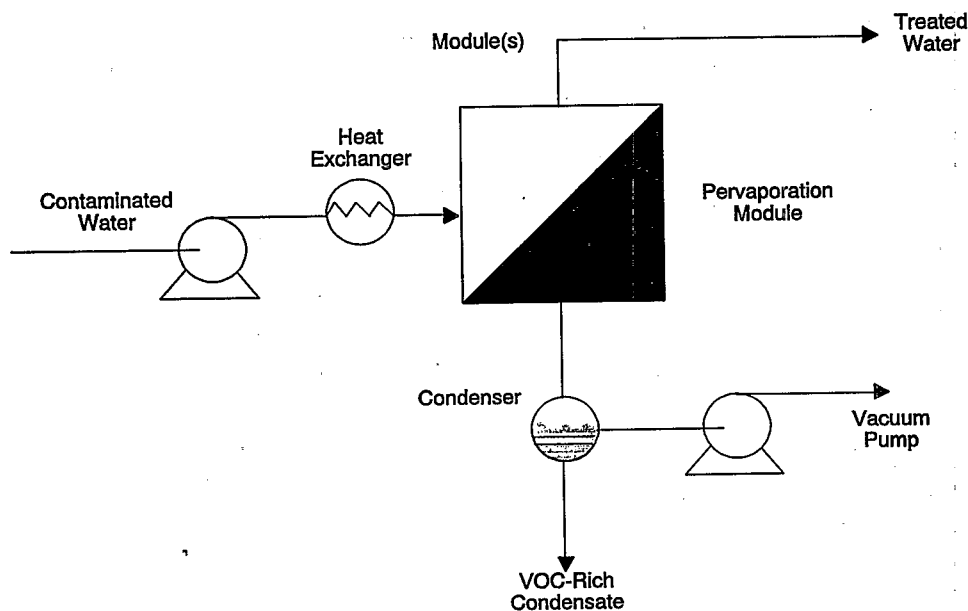 Module(s)
Treated
Water
Heat
Exchanger
Contaminated
Water
Pervaporation
Module
Condenser
Vacuum
Pump
VOC-Rich
Condensate